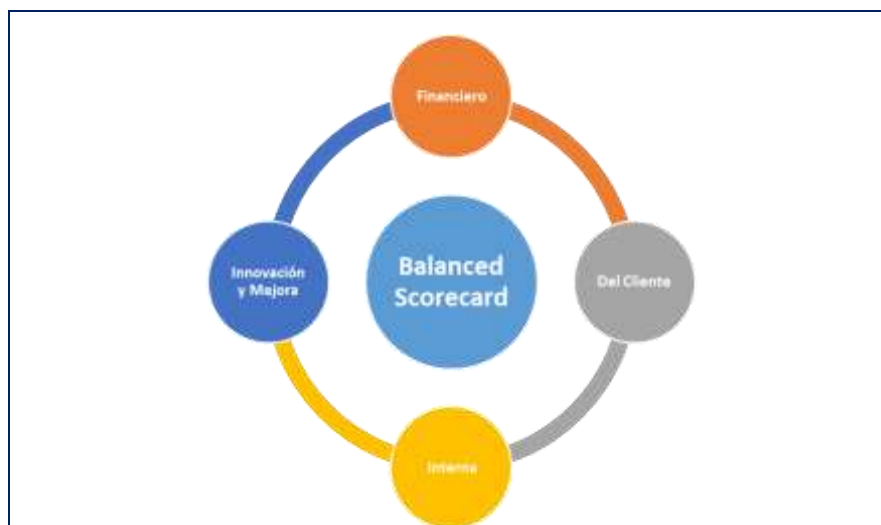 Financiero
Innovación
y Mejora
Balanced
Scorecard
Del Cliente
Interna